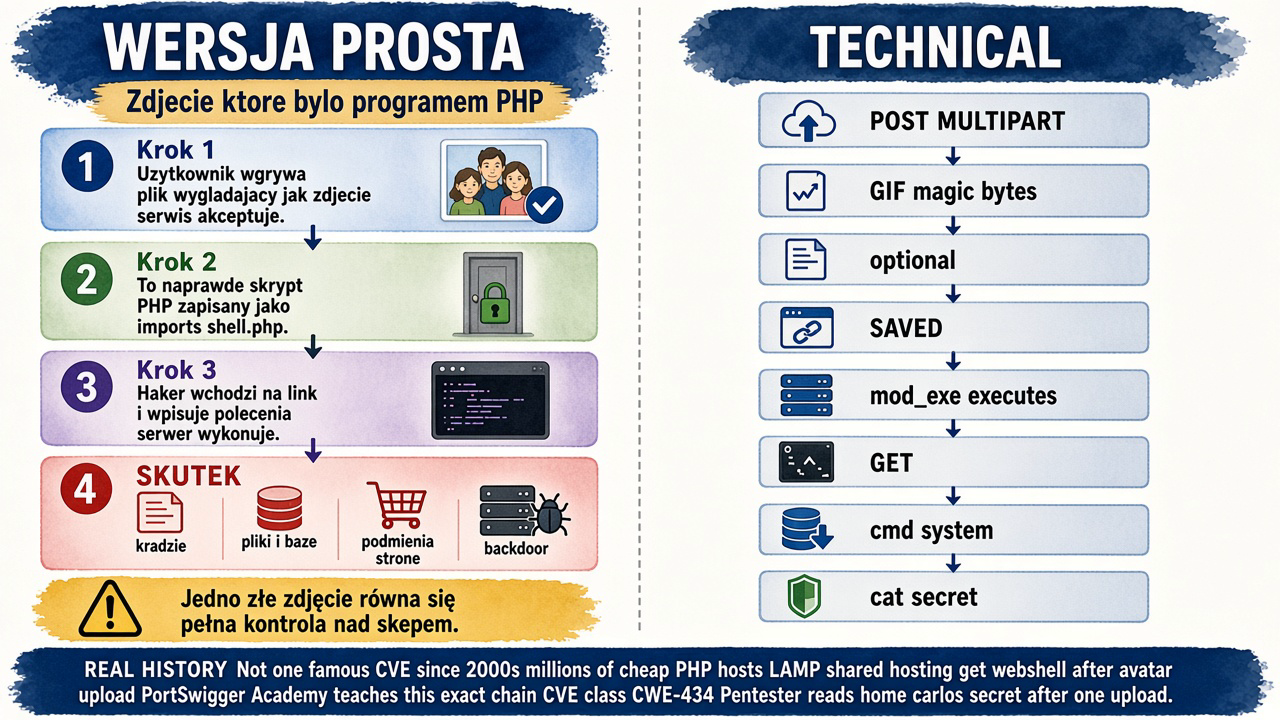 WERSJA PROSTA
Zdjecie ktore bylo programem PHP
1
Krok 1
Uzytkownik wgrywa
plik wygladajacy jak zdjecie
serwis akceptuje.
2
Krok 2
To naprawde skrypt
PHP zapisany jako
imports shell.php.
3
Krok 3
Haker wchodzi na link
i wpisuje polecenia
serwer wykonuje.
4
SKUTEK
kradzie
pliki i baze
podmienia
strone
backdoor
Jedno złe zdjęcie równa się
pełna kontrola nad skepem.
TECHNICAL
POST MULTIPART
GIF magic bytes
optional
SAVED
mod_exe executes
GET
cmd system
cat secret
REAL HISTORY Not one famous CVE since 2000s millions of cheap PHP hosts LAMP shared hosting get webshell after avatar
upload PortSwigger Academy teaches this exact chain CVE class CWE-434 Pentester reads home carlos secret after one upload.